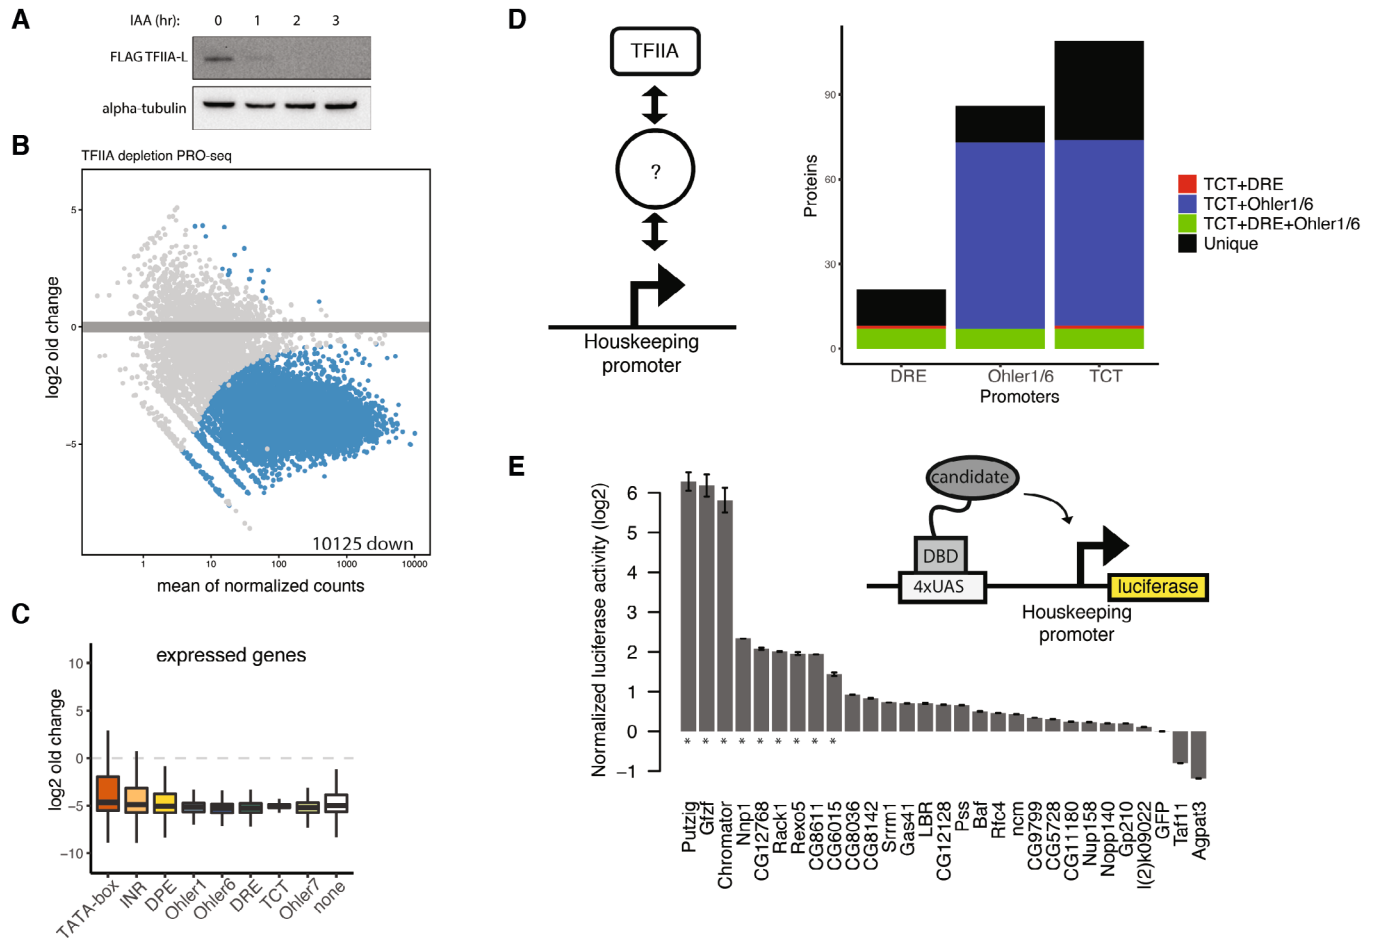 A
IAA (hr): 0 1 2 3
FLAG TFIIA-L
alpha-tubulin
B
TFIIA depletion PRO-seq
log2 old change
5
0
−5
10125 down
1 10 100 1000 10000
mean of normalized counts
C
expressed genes
log2 old change
10
5
0
−5
−10
TATA-box INR DPE Ohler1 Ohler6 DRE TCT Ohler7 none
D
TFIIA
?
Houskeeping
promoter
Proteins
90
60
30
0
DRE Ohler1/6 TCT
Promoters
TCT+DRE
TCT+Ohler1/6
TCT+DRE+Ohler1/6
Unique
E
Normalized luciferase activity (log2)
6
5
4
3
2
1
0
−1
* * * * * * * * *
Putzig Gfzf Chromator Nnp1 CG12768 Rack1 Rexo5 CG8611 CG6015 CG8036 CG8142 Srrm1 Gas41 LBR CG12128 Pss Baf Rfc4 ncm CG9799 CG5728 CG11180 Nup158 Nopp140 Gp210 l(2)k09022 GFP Taf11 Agpat3
candidate
DBD
4xUAS
luciferase
Houskeeping
promoter